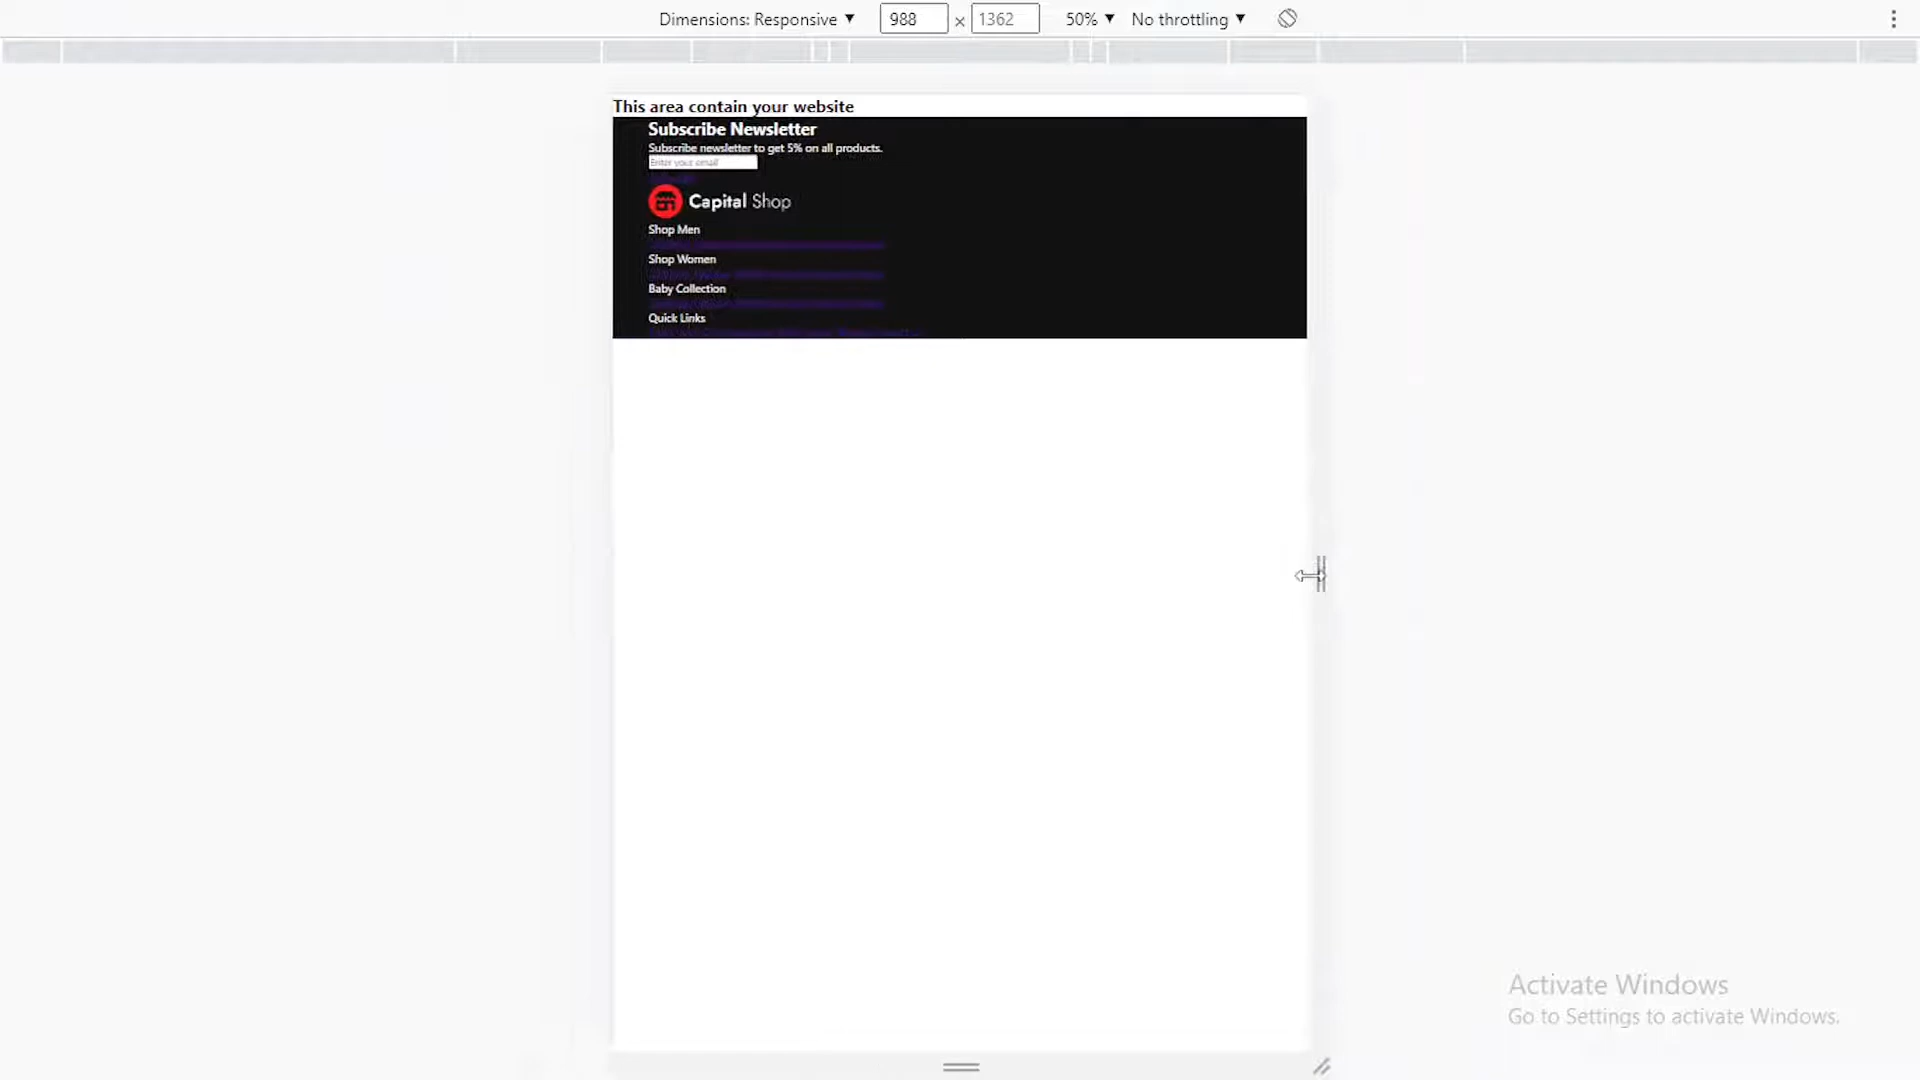 Dimensions: Responsive ▼ 988 × 1362 50% ▼ No throttling ▼
This area contain your website
Subscribe Newsletter
Subscribe newsletter to get 5% on all products.
Enter your email
Capital Shop
Shop Men
Shop Women
Baby Collection
Quick Links
Activate Windows
Go to Settings to activate Windows.